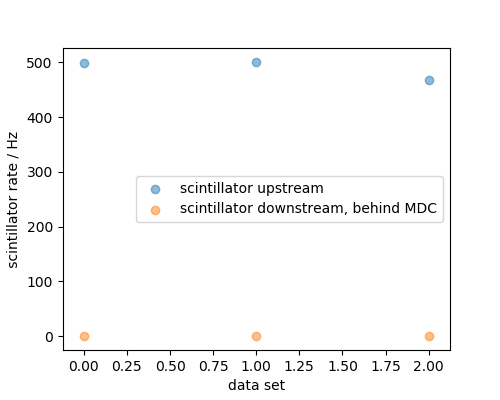 500
400
300
200
100
0
scintillator rate / Hz
scintillator upstream
scintillator downstream, behind MDC
0.00 0.25 0.50 0.75 1.00 1.25 1.50 1.75 2.00
data set